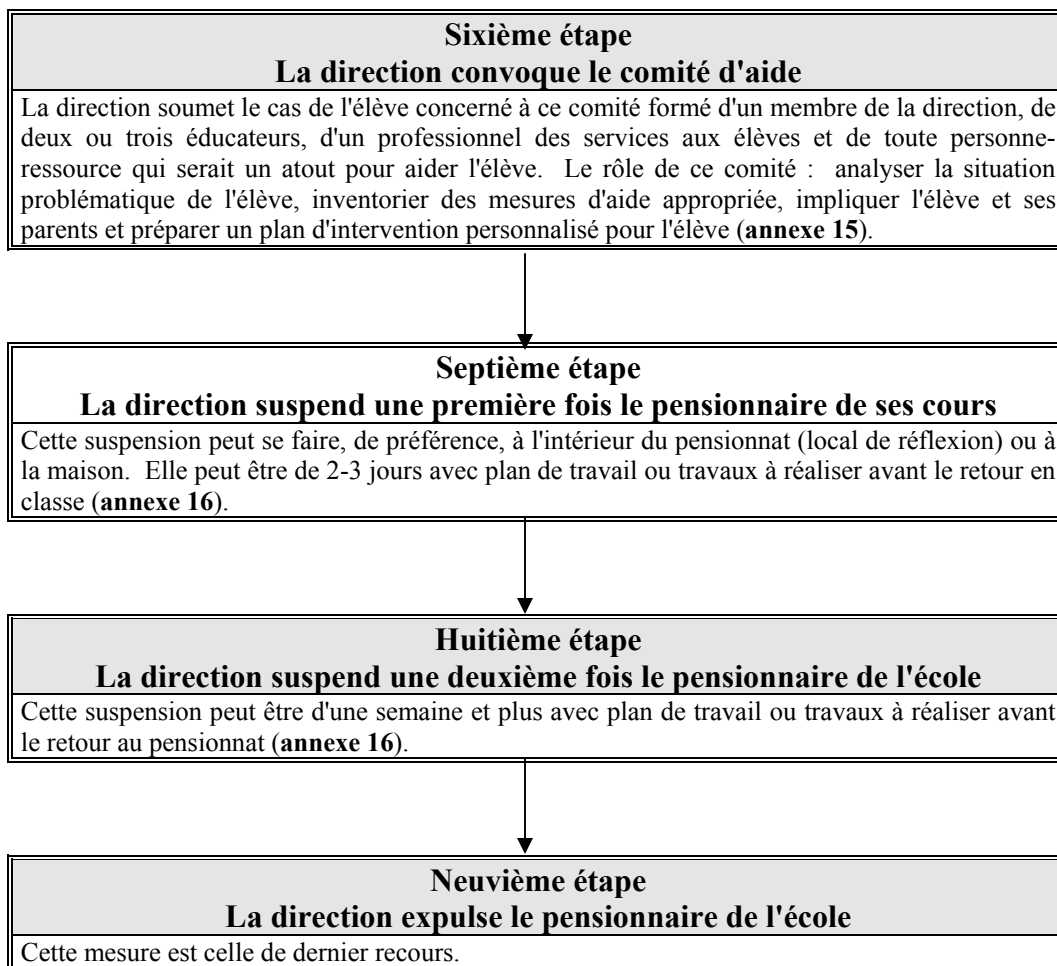 Sixième étape
La direction convoque le comité d'aide
La direction soumet le cas de l'élève concerné à ce comité formé d'un membre de la direction, de
deux ou trois éducateurs, d'un professionnel des services aux élèves et de toute personne-
ressource qui serait un atout pour aider l'élève. Le rôle de ce comité : analyser la situation
problématique de l'élève, inventorier des mesures d'aide appropriée, impliquer l'élève et ses
parents et préparer un plan d'intervention personnalisé pour l'élève (annexe 15).
Septième étape
La direction suspend une première fois le pensionnaire de ses cours
Cette suspension peut se faire, de préférence, à l'intérieur du pensionnat (local de réflexion) ou à
la maison. Elle peut être de 2-3 jours avec plan de travail ou travaux à réaliser avant le retour en
classe (annexe 16).
Huitième étape
La direction suspend une deuxième fois le pensionnaire de l'école
Cette suspension peut être d'une semaine et plus avec plan de travail ou travaux à réaliser avant
le retour au pensionnat (annexe 16).
Neuvième étape
La direction expulse le pensionnaire de l'école
Cette mesure est celle de dernier recours.